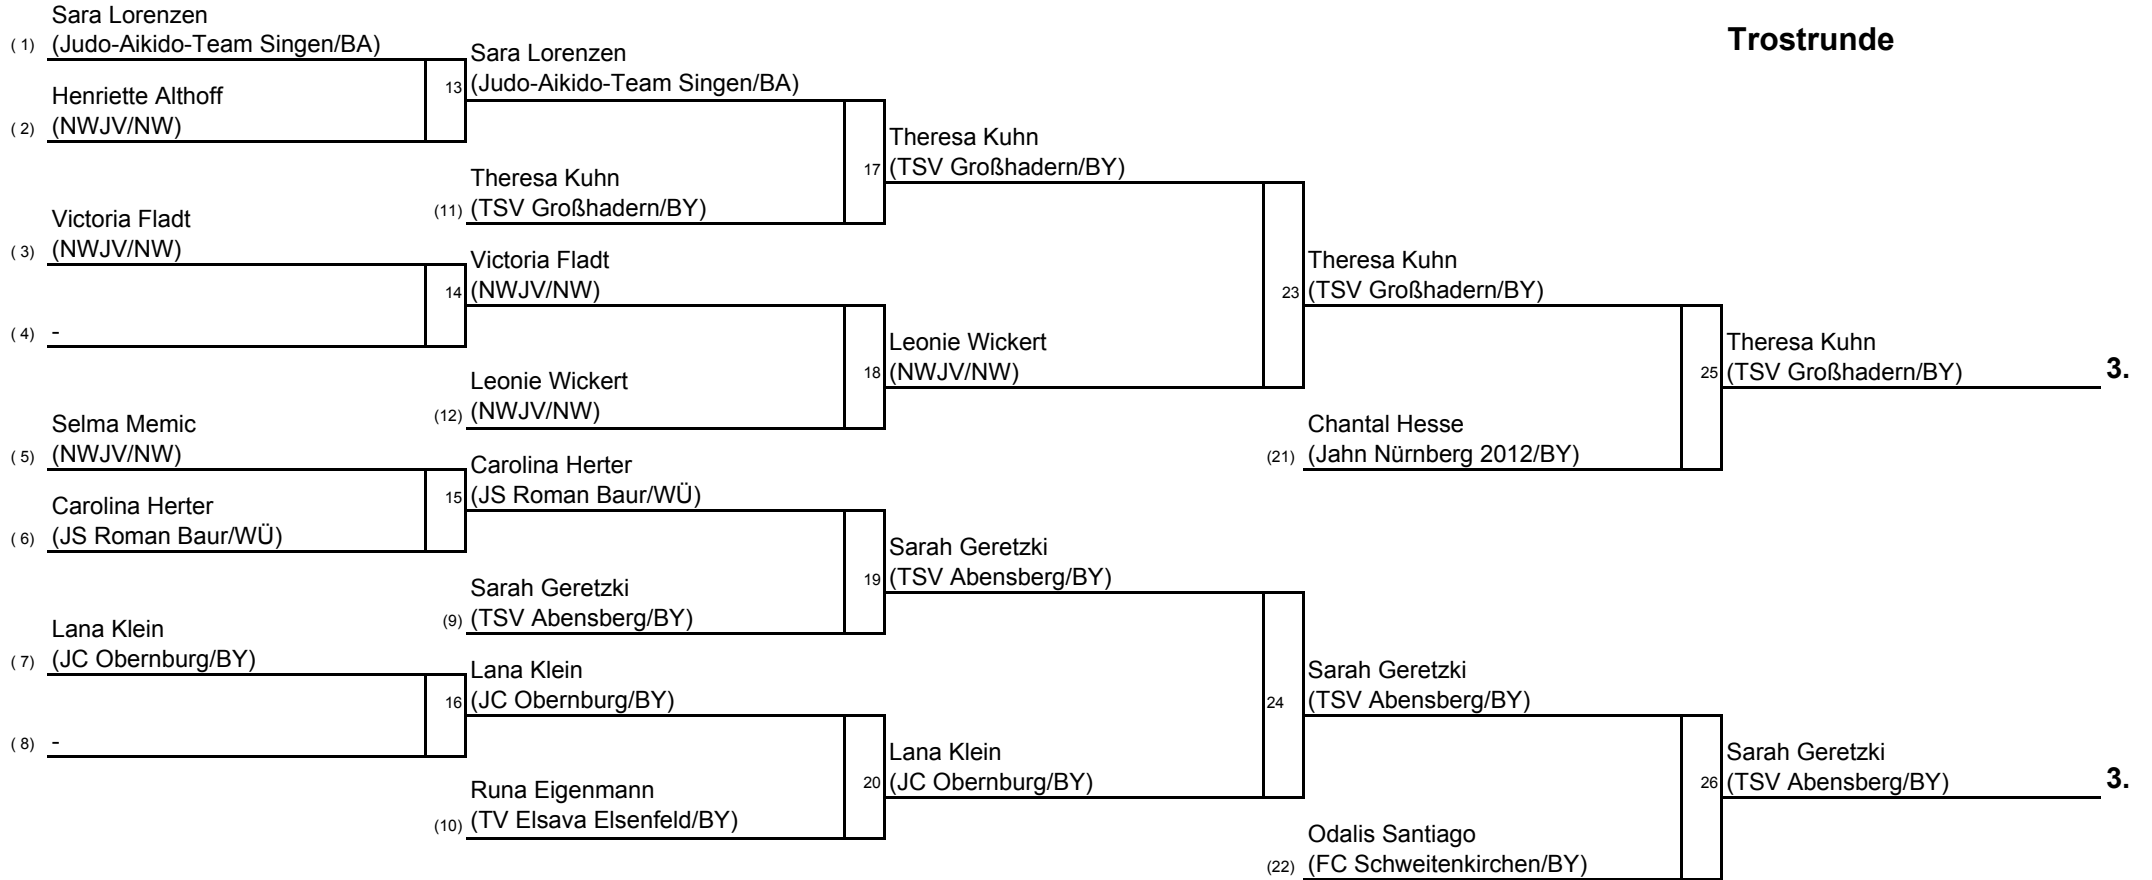 Trostrunde
Sara Lorenzen
( 1) (Judo-Aikido-Team Singen/BA)
Henriette Althoff
( 2) (NWJV/NW)
Victoria Fladt
( 3) (NWJV/NW)
( 4) -
Selma Memic
( 5) (NWJV/NW)
Carolina Herter
( 6) (JS Roman Baur/WÜ)
Lana Klein
( 7) (JC Obernburg/BY)
( 8) -
Sara Lorenzen
13 (Judo-Aikido-Team Singen/BA)
Theresa Kuhn
(11) (TSV Großhadern/BY)
Victoria Fladt
14 (NWJV/NW)
Leonie Wickert
(12) (NWJV/NW)
Carolina Herter
15 (JS Roman Baur/WÜ)
Sarah Geretzki
(9) (TSV Abensberg/BY)
Lana Klein
16 (JC Obernburg/BY)
Runa Eigenmann
(10) (TV Elsava Elsenfeld/BY)
Theresa Kuhn
17 (TSV Großhadern/BY)
Leonie Wickert
18 (NWJV/NW)
Sarah Geretzki
19 (TSV Abensberg/BY)
Lana Klein
20 (JC Obernburg/BY)
Theresa Kuhn
23 (TSV Großhadern/BY)
Chantal Hesse
(21) (Jahn Nürnberg 2012/BY)
Sarah Geretzki
24 (TSV Abensberg/BY)
Odalis Santiago
(22) (FC Schweitenkirchen/BY)
Theresa Kuhn
25 (TSV Großhadern/BY) 3.
Sarah Geretzki
26 (TSV Abensberg/BY) 3.